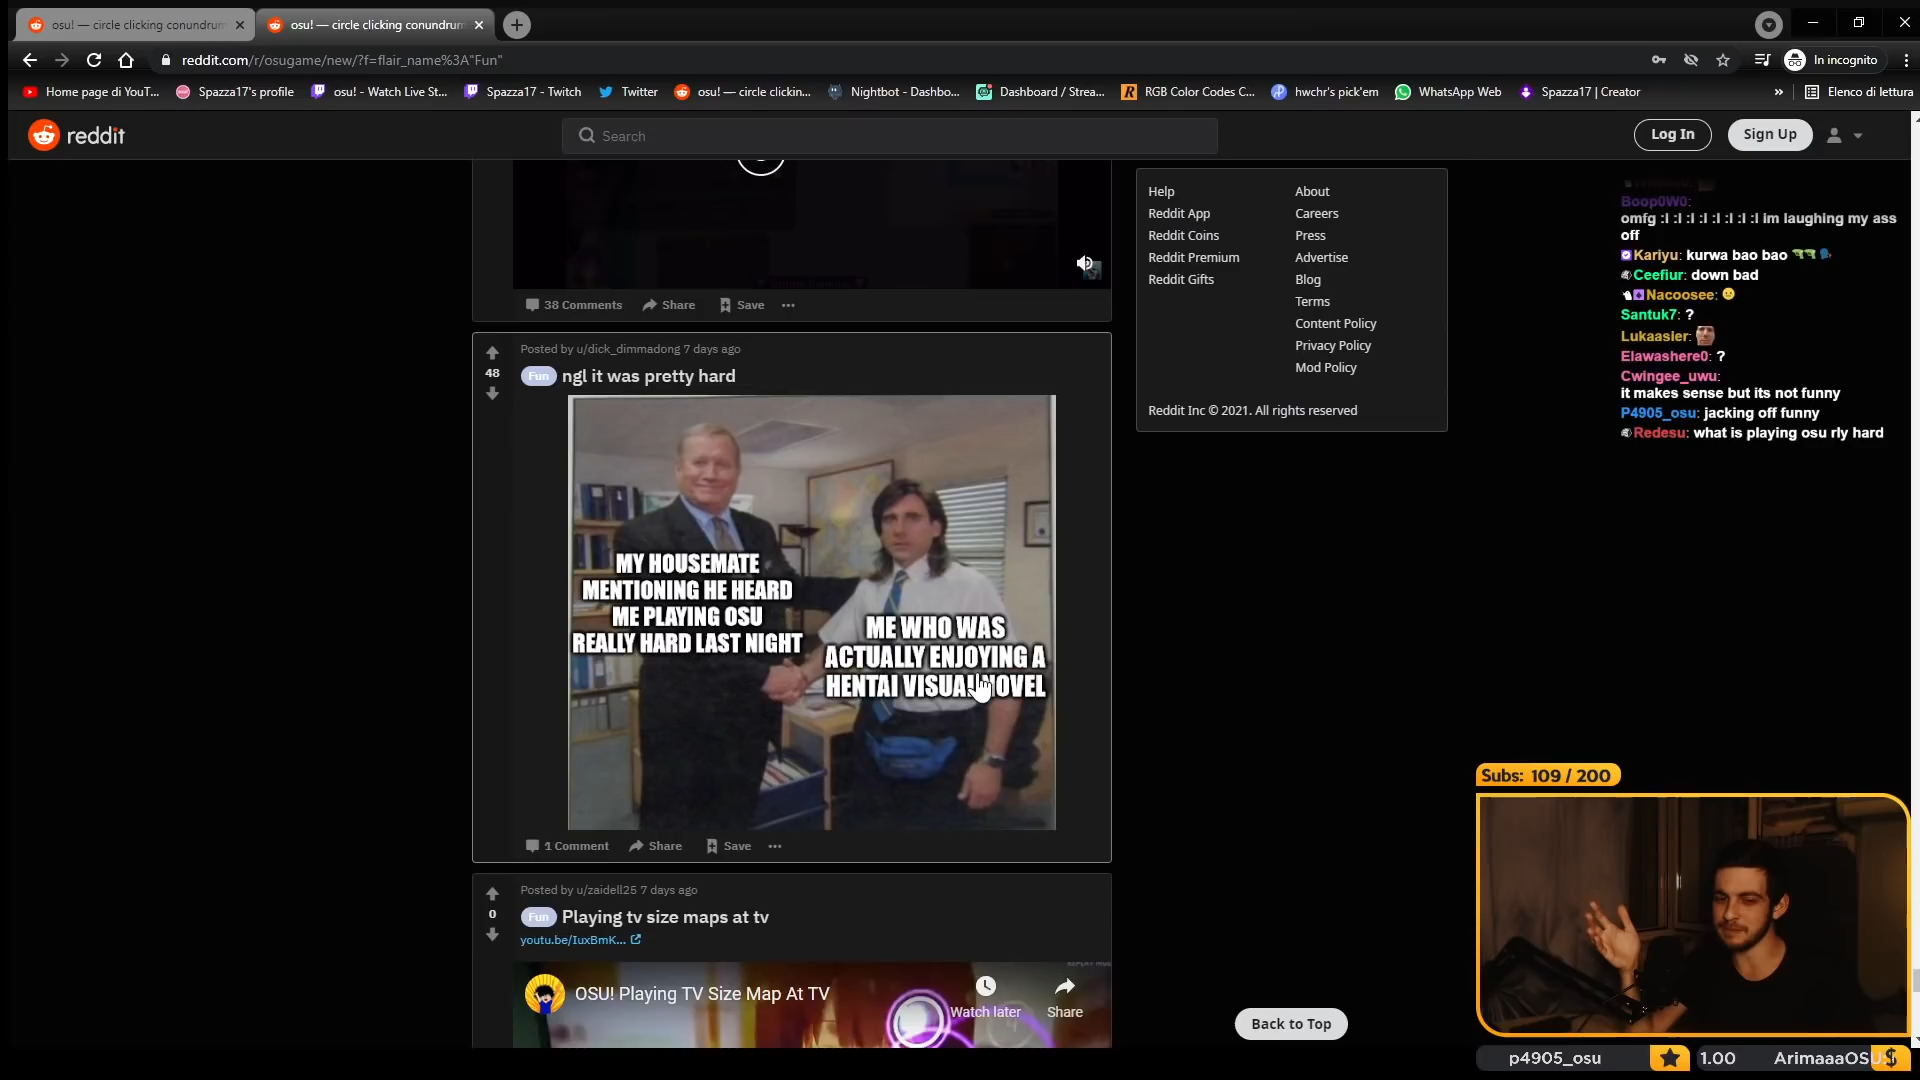 osu! — circle clicking conundrum
osu! — circle clicking conundrum
reddit.com/r/osugame/new/?f=flair_name%3A"Fun"
In incognito
Home page di YouT...
Spazza17's profile
osu! - Watch Live St...
Spazza17 - Twitch
Twitter
osu! — circle clickin...
Nightbot - Dashbo...
Dashboard / Strea...
RGB Color Codes C...
hwchr's pick'em
WhatsApp Web
Spazza17 | Creator
»
Elenco di lettura
reddit
Search
Log In
Sign Up
38 Comments
Share
Save
Posted by u/dick_dimmadong 7 days ago
48
Fun ngl it was pretty hard
MY HOUSEMATE
MENTIONING HE HEARD
ME PLAYING OSU
REALLY HARD LAST NIGHT
ME WHO WAS
ACTUALLY ENJOYING A
HENTAI VISUAL NOVEL
1 Comment
Share
Save
Posted by u/zaidell25 7 days ago
0
Fun Playing tv size maps at tv
youtu.be/IuxBmK...
OSU! Playing TV Size Map At TV
Watch later
Share
Help
Reddit App
Reddit Coins
Reddit Premium
Reddit Gifts
About
Careers
Press
Advertise
Blog
Terms
Content Policy
Privacy Policy
Mod Policy
Reddit Inc © 2021. All rights reserved
Back to Top
Boop0W0:
omfg :I :I :I :I :I :I :I :I im laughing my ass
off
Kariyu: kurwa bao bao
Ceefiur: down bad
Nacoosee:
Santuk7: ?
Lukaasier:
Elawashere0: ?
Cwingee_uwu:
it makes sense but its not funny
P4905_osu: jacking off funny
Redesu: what is playing osu rly hard
Subs: 109 / 200
p4905_osu
1.00
ArimaaaOSU
$